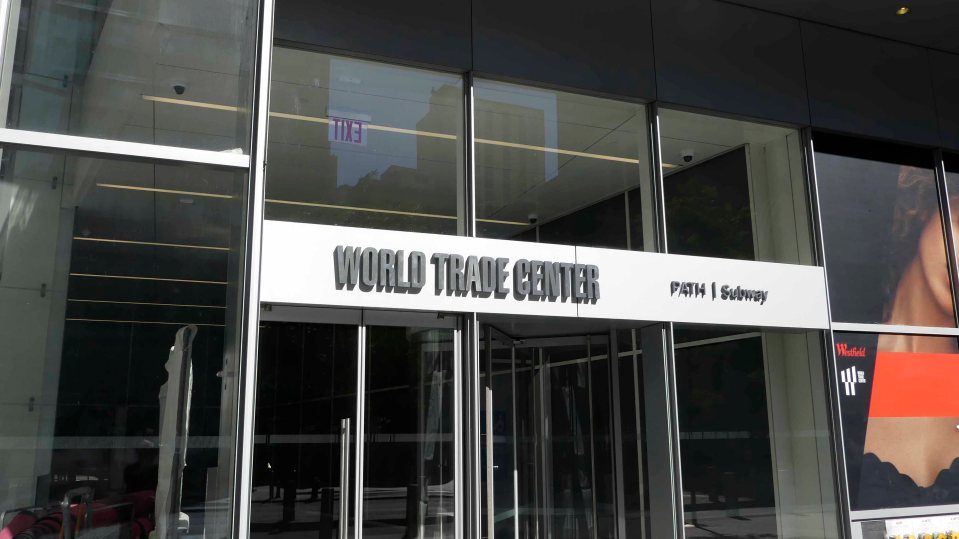 EXIT
WORLD TRADE CENTER
PATH | Subway
Westfield